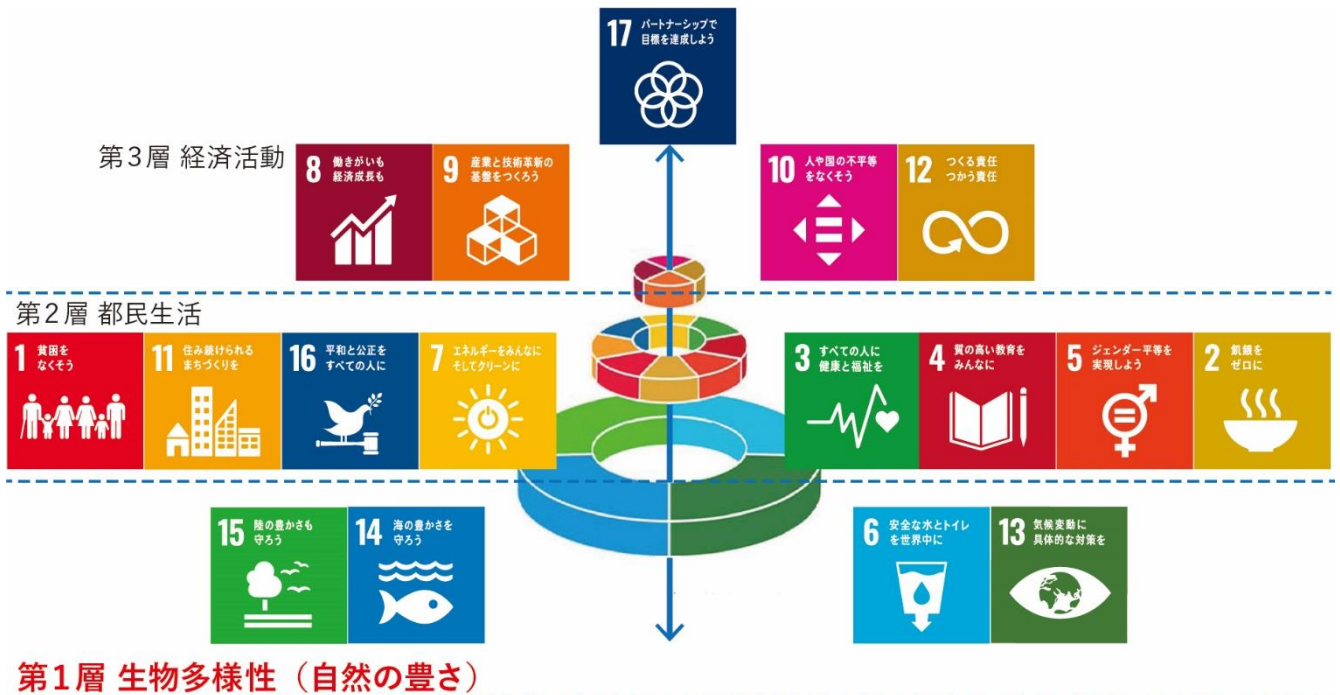 17 パートナーシップで
目標を達成しよう
第3層 経済活動
8 働きがいも
経済成長も
9 産業と技術革新の
基盤をつくろう
10 人や国の不平等
をなくそう
12 つくる責任
つかう責任
第2層 都民生活
1 貧困を
なくそう
11 住み続けられる
まちづくりを
16 平和と公正を
すべての人に
7 エネルギーをみんなに
そしてクリーンに
3 すべての人に
健康と福祉を
4 質の高い教育を
みんなに
5 ジェンダー平等を
実現しよう
2 飢餓を
ゼロに
15 陸の豊かさも
守ろう
14 海の豊かさを
守ろう
6 安全な水とトイレ
を世界中に
13 気候変動に
具体的な対策を
第1層 生物多様性（自然の豊さ）